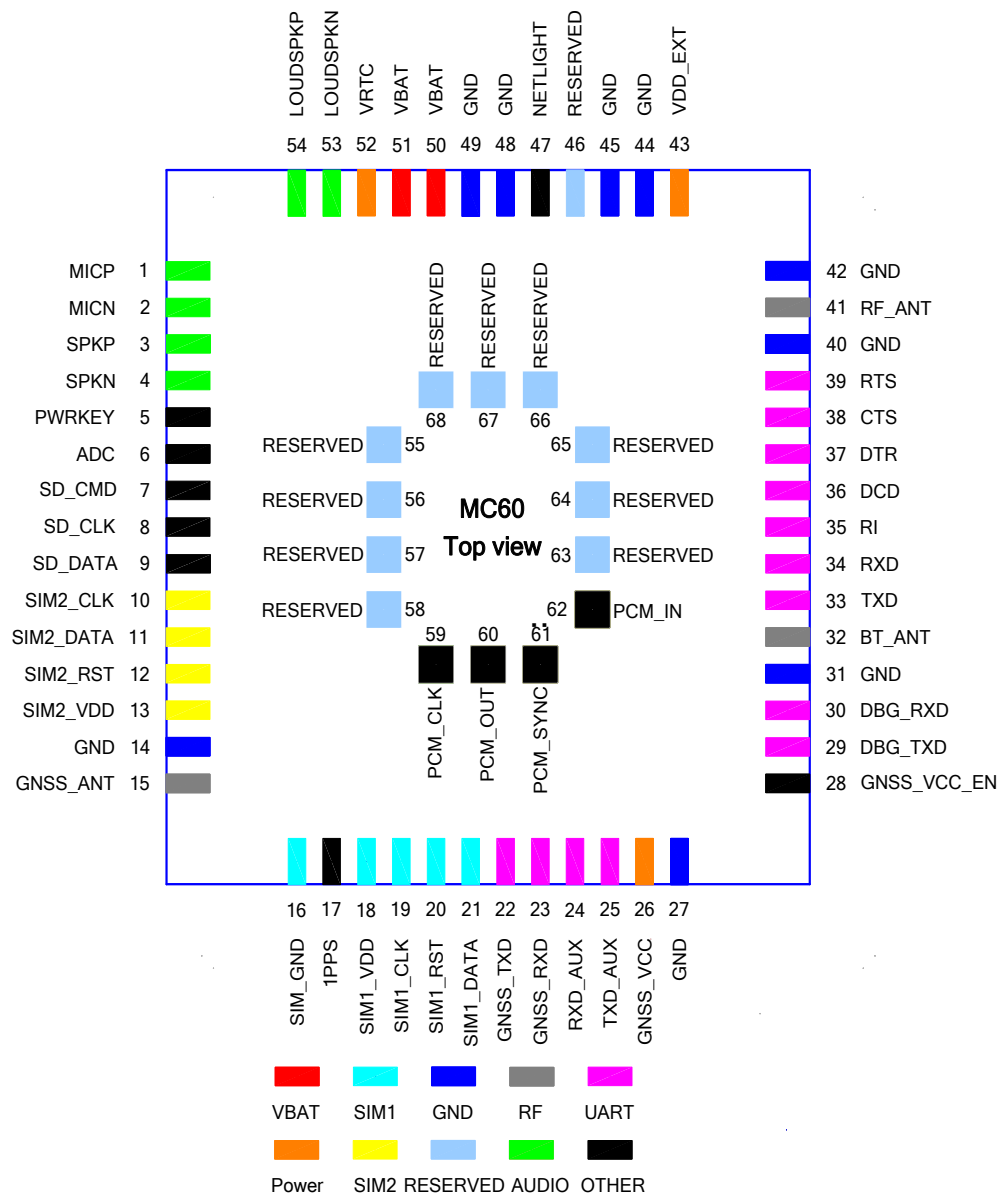 LOUDSPKP
LOUDSPKN
VRTC
VBAT
VBAT
GND
GND
NETLIGHT
RESERVED
GND
GND
VDD_EXT
54 53 52 51 50 49 48 47 46 45 44 43
MICP 1
MICN 2
SPKP 3
SPKN 4
PWRKEY 5
ADC 6
SD_CMD 7
SD_CLK 8
SD_DATA 9
SIM2_CLK 10
SIM2_DATA 11
SIM2_RST 12
SIM2_VDD 13
GND 14
GNSS_ANT 15
RESERVED
RESERVED
RESERVED
68 67 66
RESERVED 55
RESERVED 56
RESERVED 57
RESERVED 58
MC60
Top view
65 RESERVED
64 RESERVED
63 RESERVED
62 PCM_IN
59 60 61
PCM_CLK
PCM_OUT
PCM_SYNC
42 GND
41 RF_ANT
40 GND
39 RTS
38 CTS
37 DTR
36 DCD
35 RI
34 RXD
33 TXD
32 BT_ANT
31 GND
30 DBG_RXD
29 DBG_TXD
28 GNSS_VCC_EN
16 17 18 19 20 21 22 23 24 25 26 27
SIM_GND
1PPS
SIM1_VDD
SIM1_CLK
SIM1_RST
SIM1_DATA
GNSS_TXD
GNSS_RXD
RXD_AUX
TXD_AUX
GNSS_VCC
GND
VBAT SIM1 GND RF UART
Power SIM2 RESERVED AUDIO OTHER